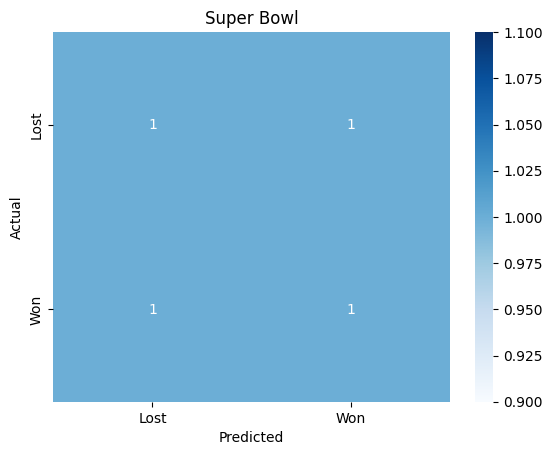 Super Bowl
Actual
Lost
Won
1 1
1 1
Lost Won
Predicted
1.100
1.075
1.050
1.025
1.000
0.975
0.950
0.925
0.900